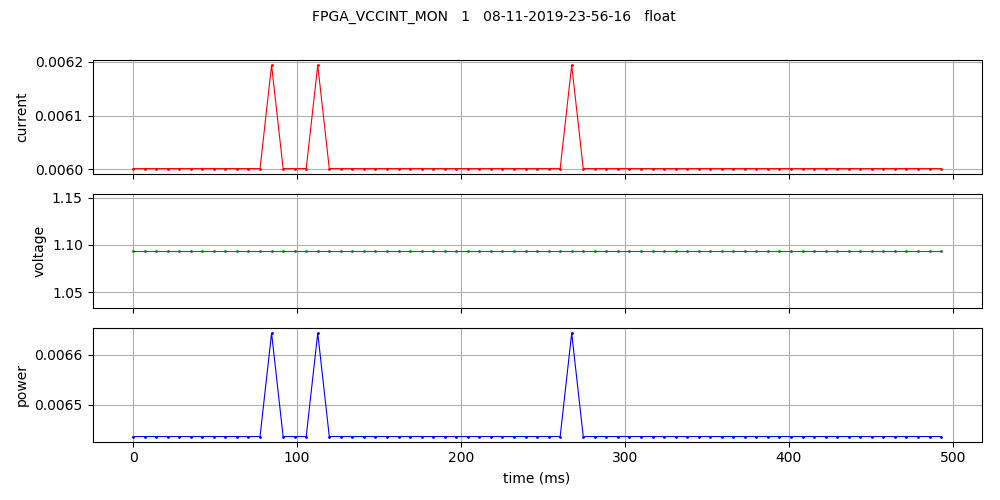 FPGA_VCCINT_MON 1 08-11-2019-23-56-16 float
current
0.0062
0.0061
0.0060
voltage
1.15
1.10
1.05
power
0.0066
0.0065
0 100 200 300 400 500
time (ms)